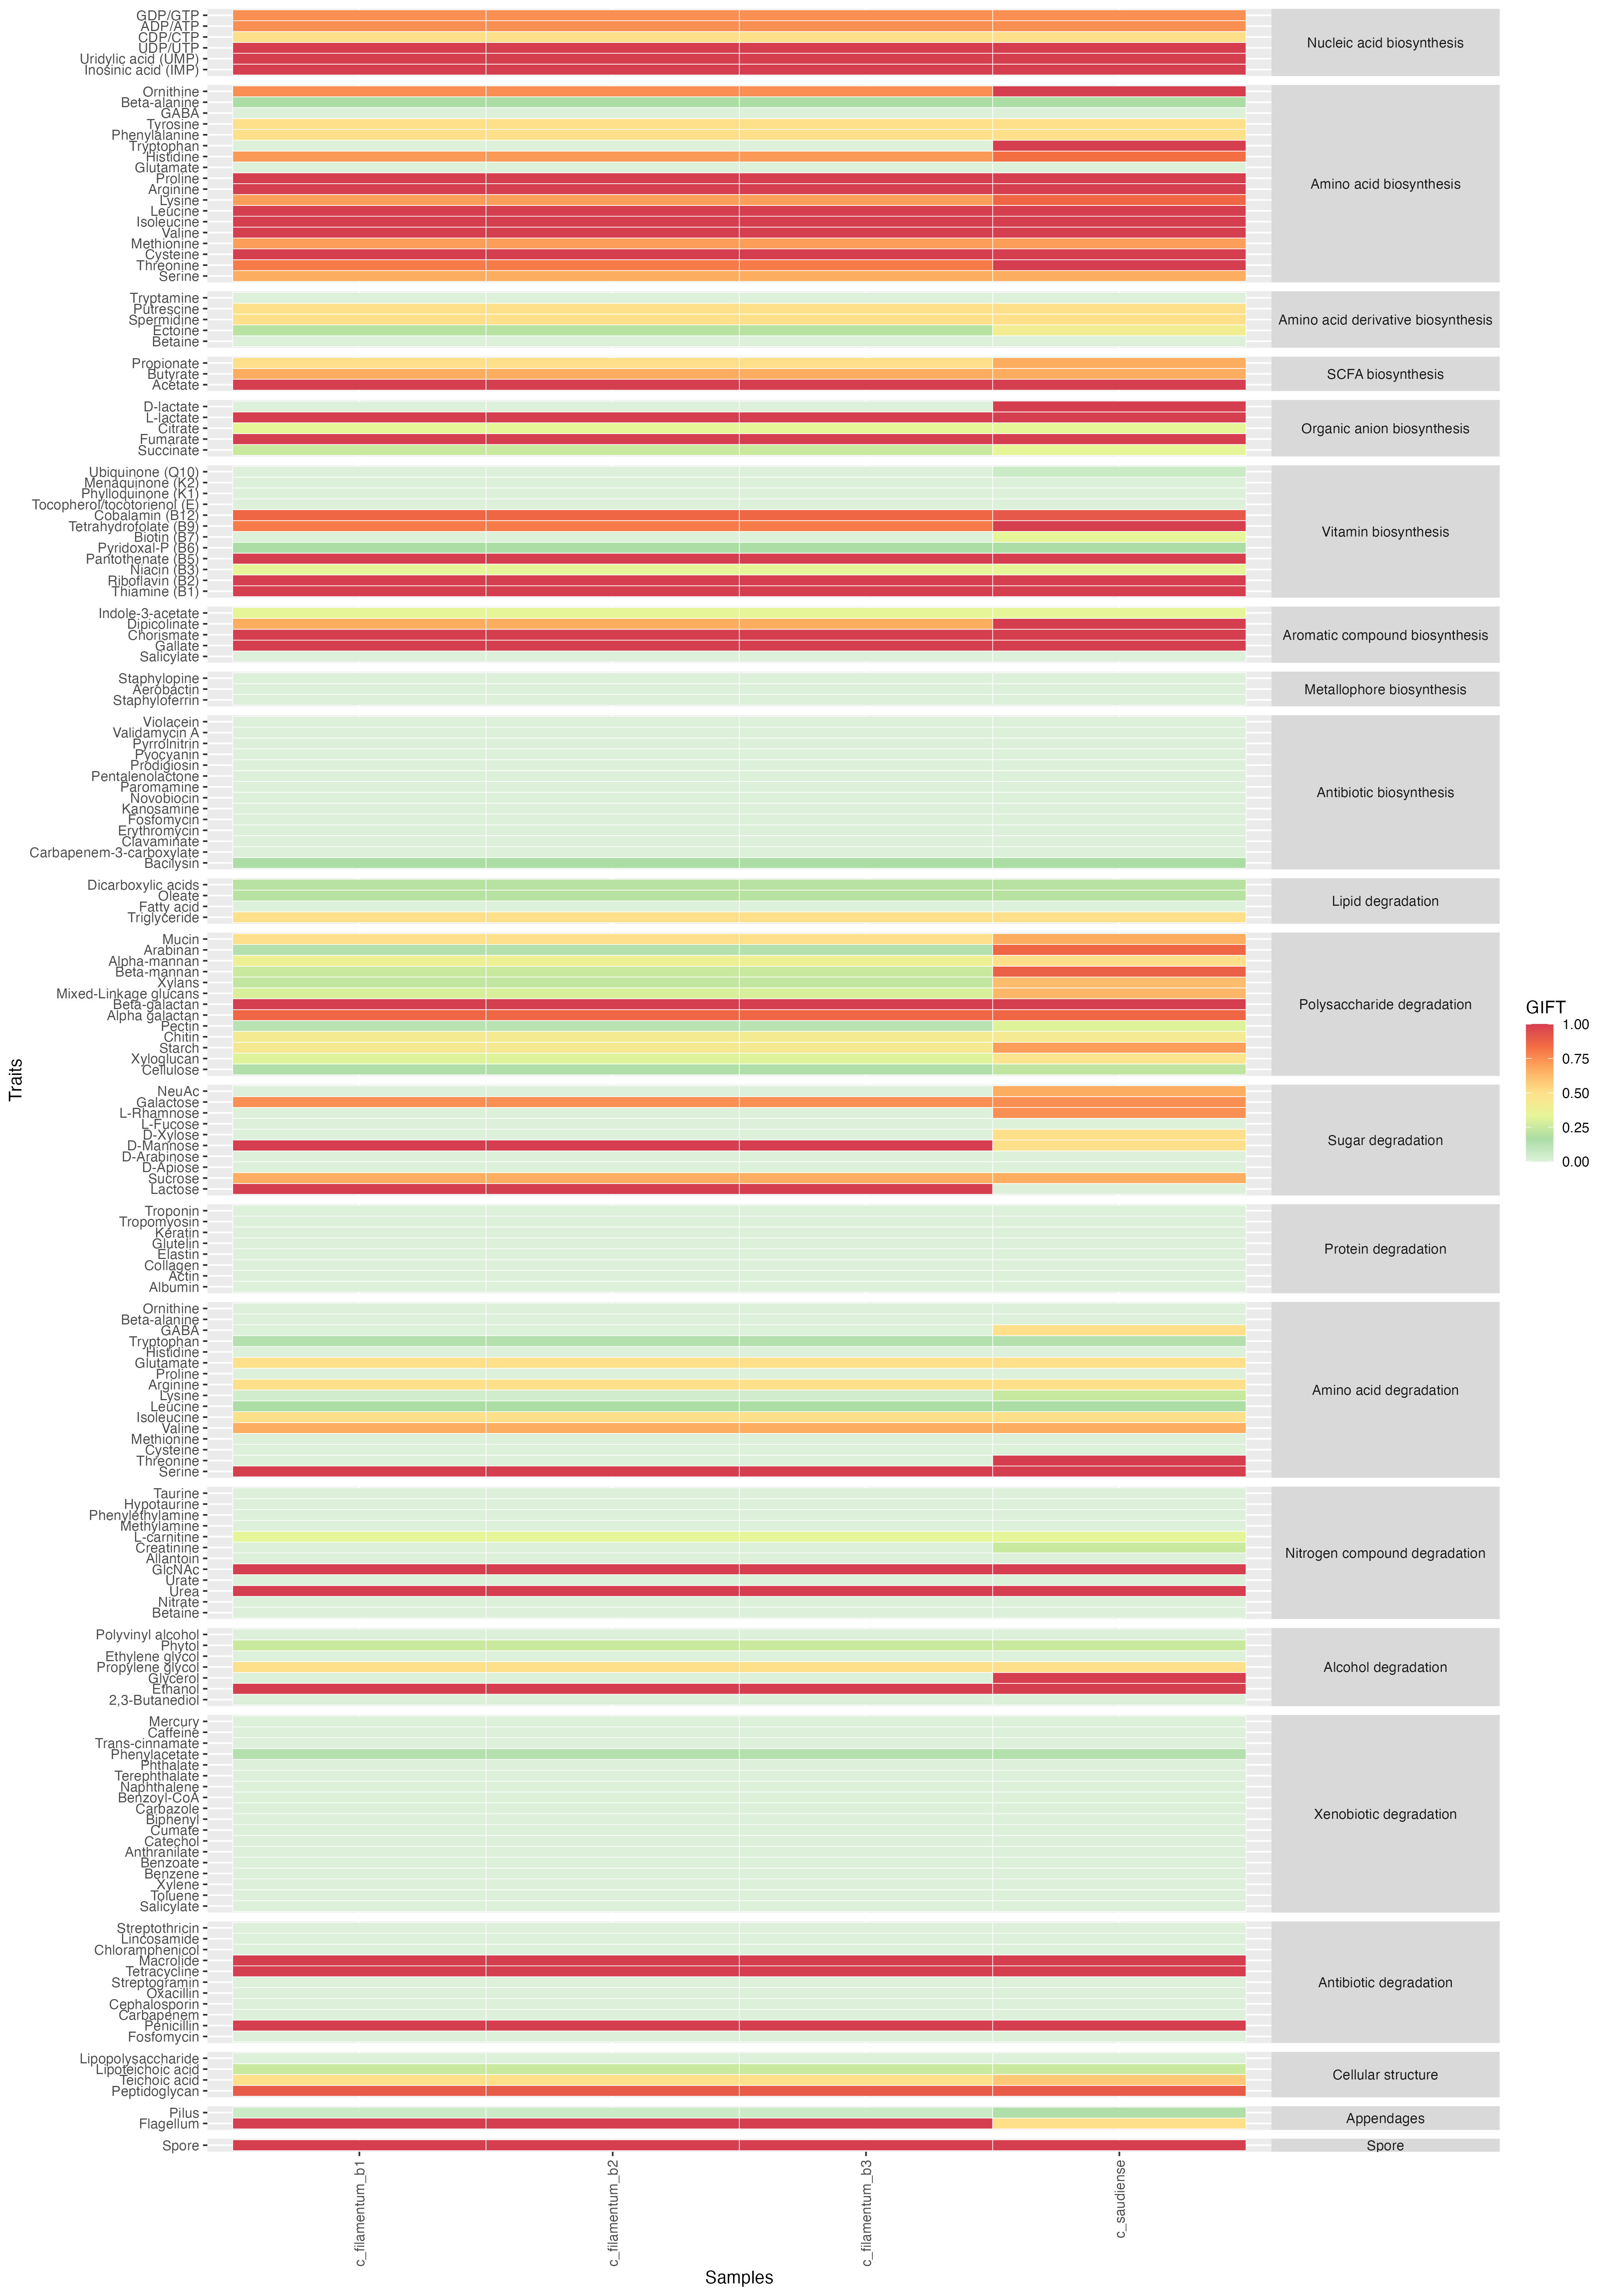 GDP/GTP
ADP/ATP
CDP/CTP
UDP/UTP
Uridylic acid (UMP)
Inosinic acid (IMP)
Nucleic acid biosynthesis
Ornithine
Beta-alanine
GABA
Tyrosine
Phenylalanine
Tryptophan
Histidine
Glutamate
Proline
Arginine
Lysine
Leucine
Isoleucine
Valine
Methionine
Cysteine
Threonine
Serine
Amino acid biosynthesis
Tryptamine
Putrescine
Spermidine
Ectoine
Betaine
Amino acid derivative biosynthesis
Propionate
Butyrate
Acetate
SCFA biosynthesis
D-lactate
L-lactate
Citrate
Fumarate
Succinate
Organic anion biosynthesis
Ubiquinone (Q10)
Menaquinone (K2)
Phylloquinone (K1)
Tocopherol/tocotorienol (E)
Cobalamin (B12)
Tetrahydrofolate (B9)
Biotin (B7)
Pyridoxal-P (B6)
Pantothenate (B5)
Niacin (B3)
Riboflavin (B2)
Thiamine (B1)
Vitamin biosynthesis
Indole-3-acetate
Dipicolinate
Chorismate
Gallate
Salicylate
Aromatic compound biosynthesis
Staphylopine
Aerobactin
Staphyloferrin
Metallophore biosynthesis
Violacein
Validamycin A
Pyrrolnitrin
Pyocyanin
Prodigiosin
Pentalenolactone
Paromamine
Novobiocin
Kanosamine
Fosfomycin
Erythromycin
Clavaminate
Carbapenem-3-carboxylate
Bacilysin
Antibiotic biosynthesis
Dicarboxylic acids
Oleate
Fatty acid
Triglyceride
Lipid degradation
Mucin
Arabinan
Alpha-mannan
Beta-mannan
Xylans
Mixed-Linkage glucans
Beta-galactan
Alpha galactan
Pectin
Chitin
Starch
Xyloglucan
Cellulose
Polysaccharide degradation
NeuAc
Galactose
L-Rhamnose
L-Fucose
D-Xylose
D-Mannose
D-Arabinose
D-Apiose
Sucrose
Lactose
Sugar degradation
Troponin
Tropomyosin
Keratin
Glutelin
Elastin
Collagen
Actin
Albumin
Protein degradation
Ornithine
Beta-alanine
GABA
Tryptophan
Histidine
Glutamate
Proline
Arginine
Lysine
Leucine
Isoleucine
Valine
Methionine
Cysteine
Threonine
Serine
Amino acid degradation
Taurine
Hypotaurine
Phenylethylamine
Methylamine
L-carnitine
Creatinine
Allantoin
GlcNAc
Urate
Urea
Nitrate
Betaine
Nitrogen compound degradation
Polyvinyl alcohol
Phytol
Ethylene glycol
Propylene glycol
Glycerol
Ethanol
2,3-Butanediol
Alcohol degradation
Mercury
Caffeine
Trans-cinnamate
Phenylacetate
Phthalate
Terephthalate
Naphthalene
Benzoyl-CoA
Carbazole
Biphenyl
Cumate
Catechol
Anthranilate
Benzoate
Benzene
Xylene
Toluene
Salicylate
Xenobiotic degradation
Streptothricin
Lincosamide
Chloramphenicol
Macrolide
Tetracycline
Streptogramin
Oxacillin
Cephalosporin
Carbapenem
Penicillin
Fosfomycin
Antibiotic degradation
Lipopolysaccharide
Lipoteichoic acid
Teichoic acid
Peptidoglycan
Cellular structure
Pilus
Flagellum
Appendages
Spore
Spore
Traits
c_filamentum_b1
c_filamentum_b2
c_filamentum_b3
c_saudiense
Samples
GIFT
1.00
0.75
0.50
0.25
0.00